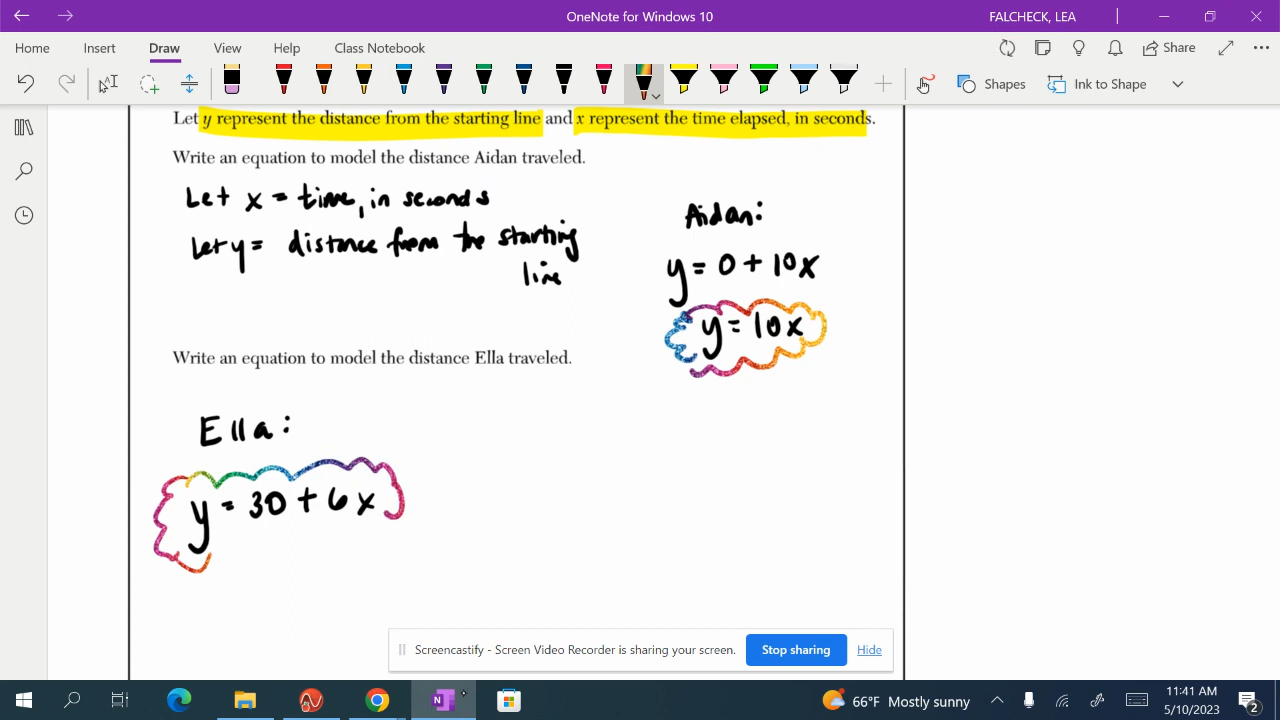 OneNote for Windows 10
FALCHECK, LEA
Home Insert Draw View Help Class Notebook
Share
Shapes
Ink to Shape
Let y represent the distance from the starting line and x represent the time elapsed, in seconds.
Write an equation to model the distance Aidan traveled.
Let x = time, in seconds
Let y = distance from the starting
line
Aidan:
y = 0 + 10x
y = 10x
Write an equation to model the distance Ella traveled.
Ella:
y = 30 + 6x
Screencastify - Screen Video Recorder is sharing your screen.
Stop sharing
Hide
66°F Mostly sunny
11:41 AM
5/10/2023
2